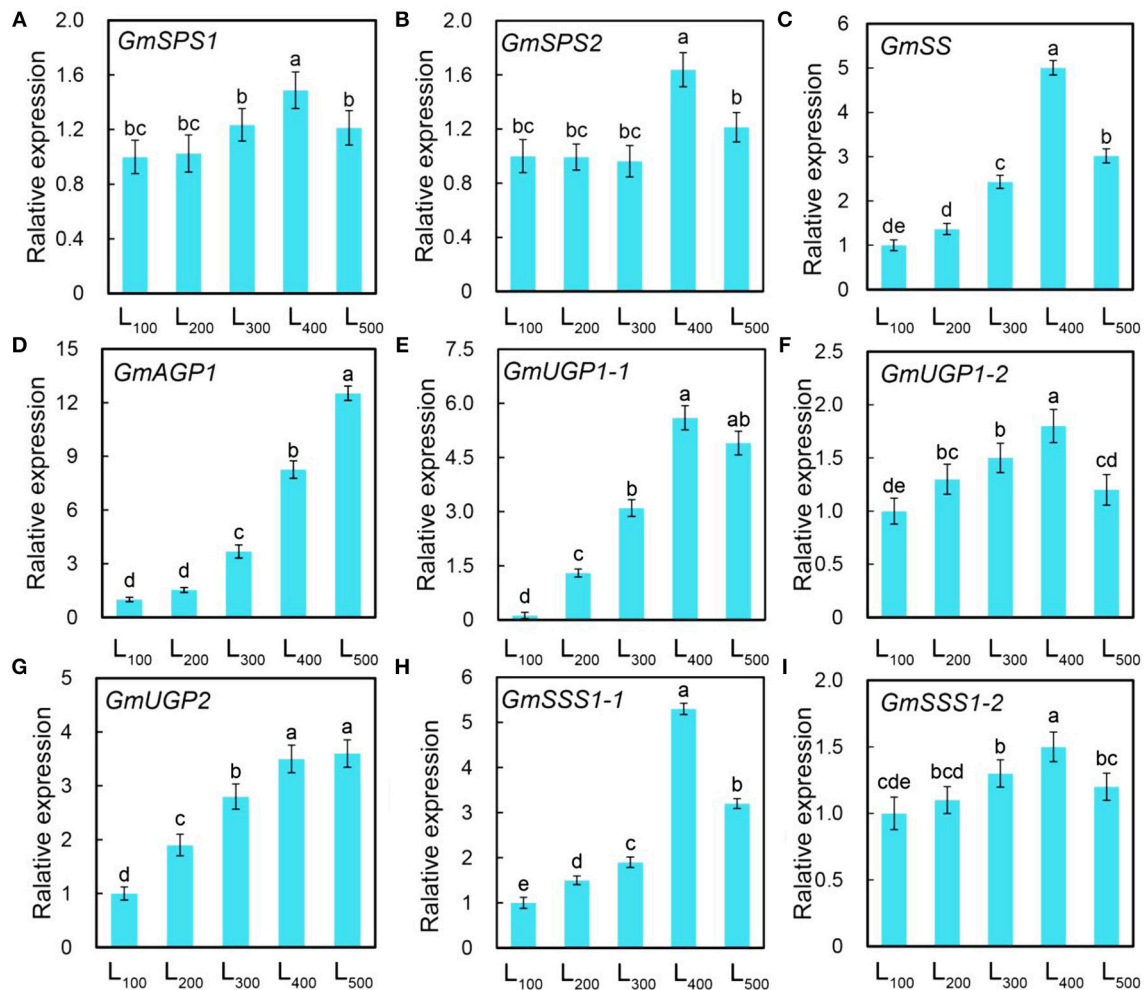 A
GmSPS1
Ralative expression
2.0
1.6
1.2
0.8
0.4
0
bc
bc
b
a
b
L100 L200 L300 L400 L500
B
GmSPS2
Ralative expression
2.0
1.6
1.2
0.8
0.4
0
bc
bc
bc
a
b
L100 L200 L300 L400 L500
C
GmSS
Ralative expression
6
5
4
3
2
1
0
de
d
c
a
b
L100 L200 L300 L400 L500
D
GmAGP1
Ralative expression
15
12
9
6
3
0
d
d
c
b
a
L100 L200 L300 L400 L500
E
GmUGP1-1
Ralative expression
7.5
6.0
4.5
3.0
1.5
0
d
c
b
a
ab
L100 L200 L300 L400 L500
F
GmUGP1-2
Ralative expression
2.5
2.0
1.5
1.0
0.5
0
de
bc
b
a
cd
L100 L200 L300 L400 L500
G
GmUGP2
Ralative expression
5
4
3
2
1
0
d
c
b
a
a
L100 L200 L300 L400 L500
H
GmSSS1-1
Ralative expression
6
5
4
3
2
1
0
e
d
c
a
b
L100 L200 L300 L400 L500
I
GmSSS1-2
Ralative expression
2.0
1.5
1.0
0.5
0
cde
bcd
b
a
bc
L100 L200 L300 L400 L500